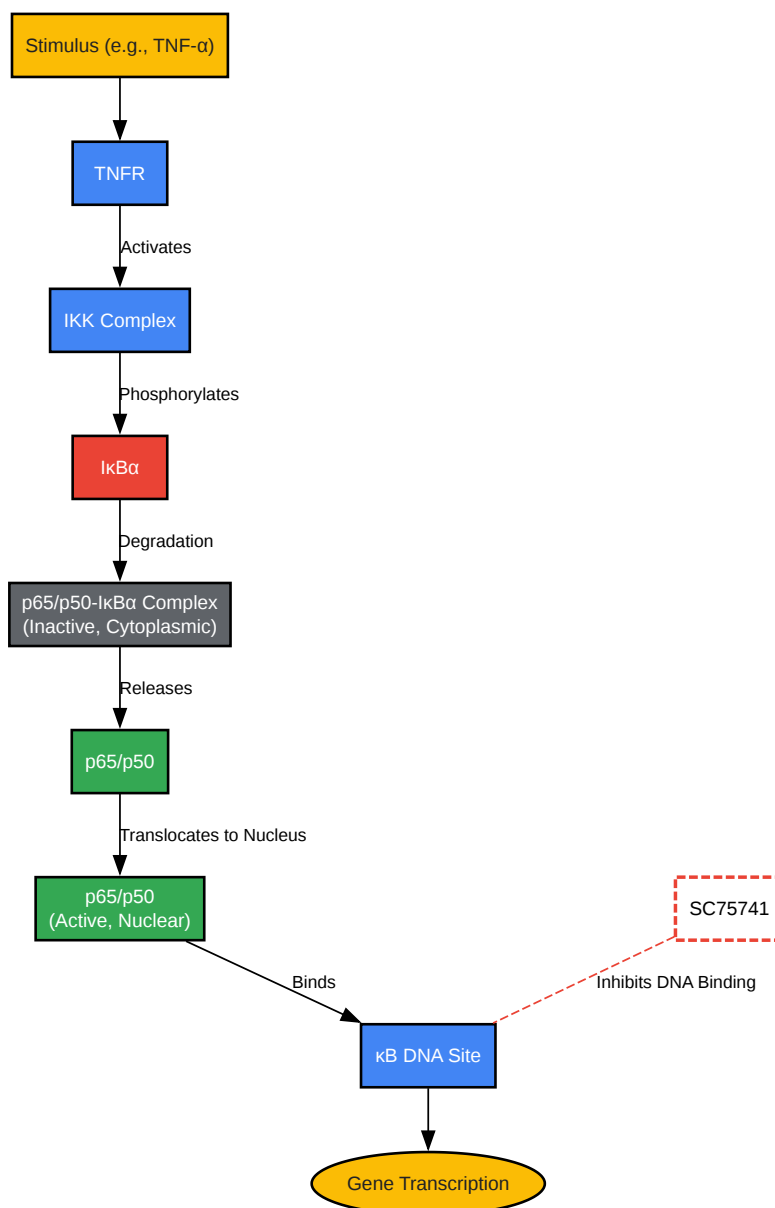 Stimulus (e.g., TNF-α)
TNFR
Activates
IKK Complex
Phosphorylates
IκBα
Degradation
p65/p50-IκBα Complex
(Inactive, Cytoplasmic)
Releases
p65/p50
Translocates to Nucleus
p65/p50
(Active, Nuclear)
SC75741
Binds
Inhibits DNA Binding
κB DNA Site
Gene Transcription